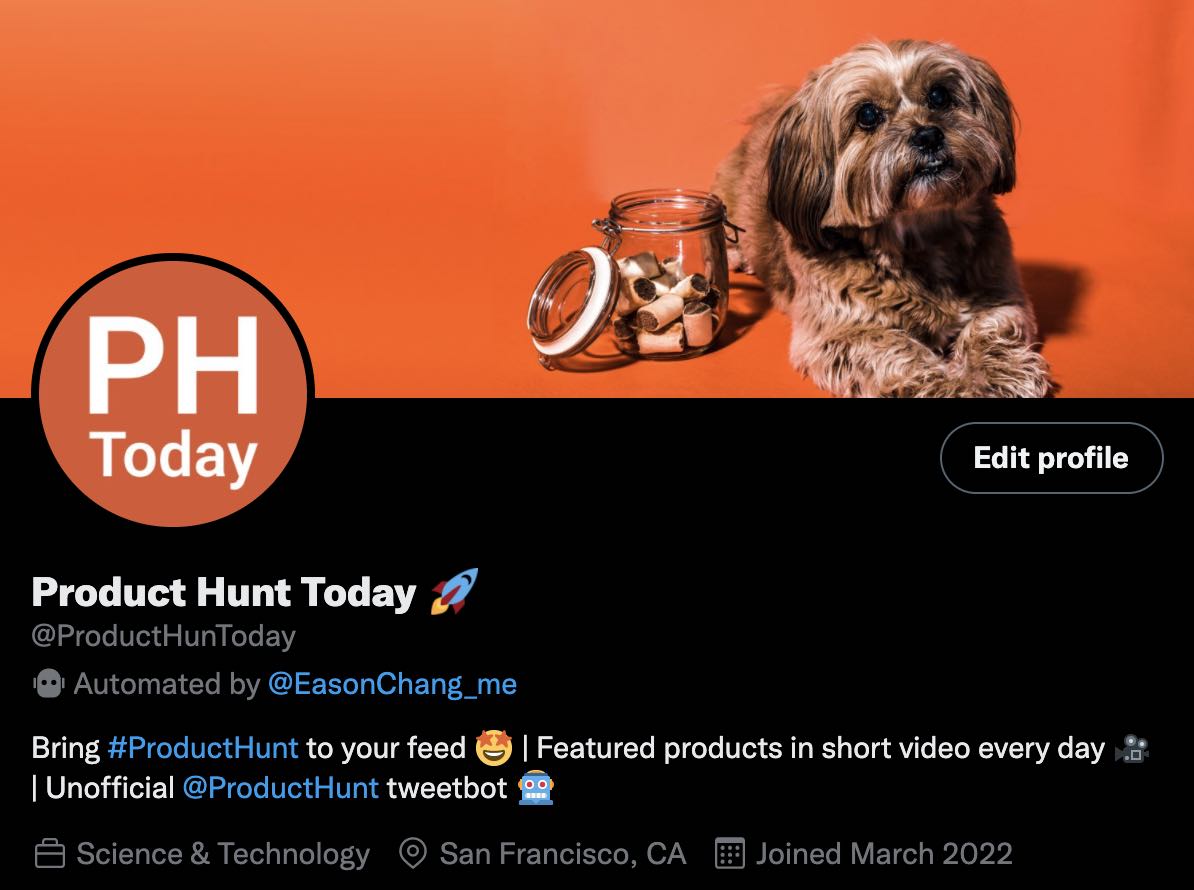 PH
Today
Edit profile
Product Hunt Today 🚀
@ProductHunToday
Automated by @EasonChang_me
Bring #ProductHunt to your feed 🤩 | Featured products in short video every day 🎥
| Unofficial @ProductHunt tweetbot 🤖
Science & Technology San Francisco, CA Joined March 2022